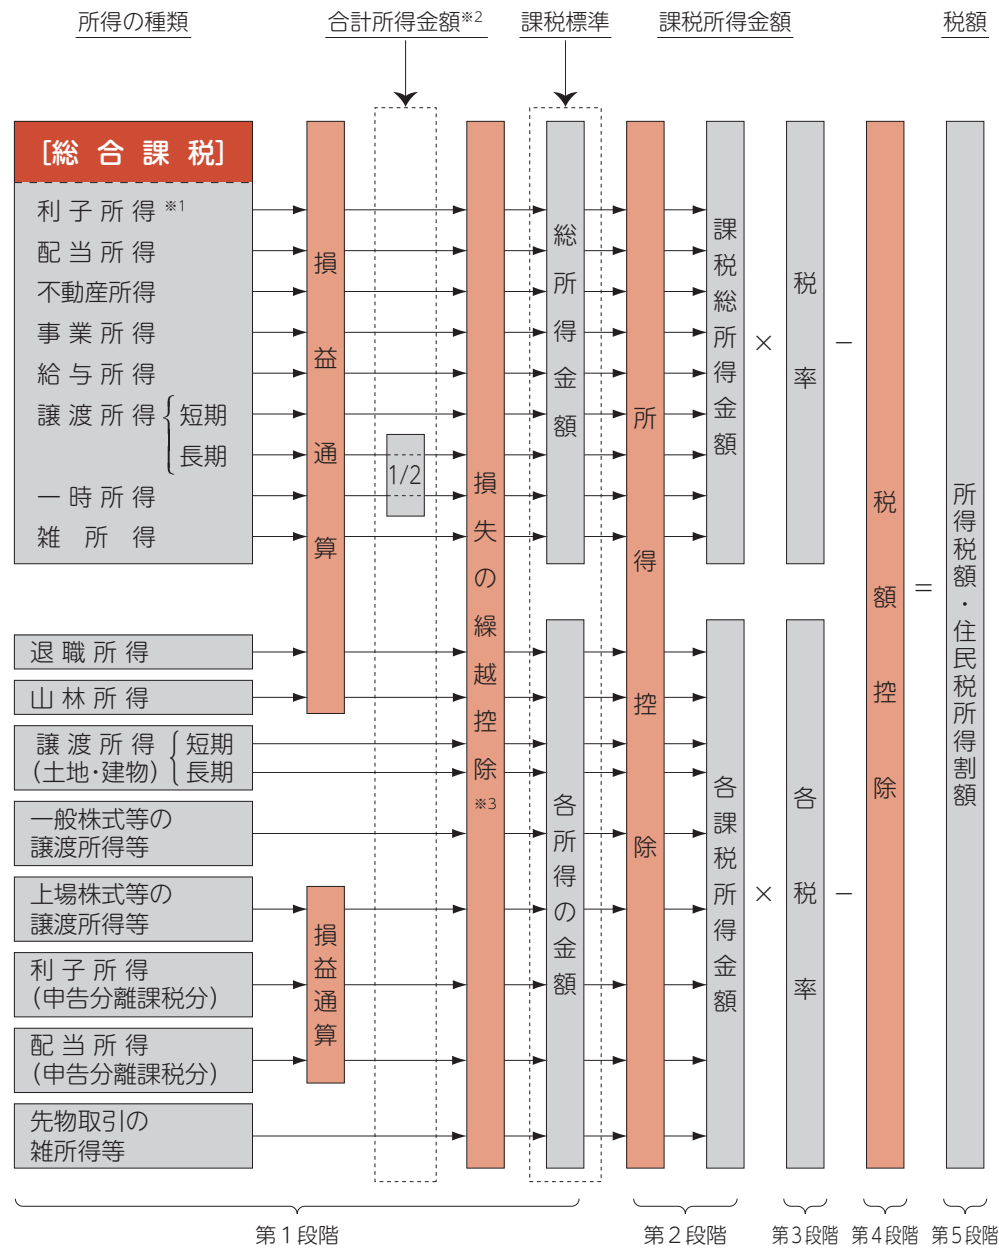 所得の種類
合計所得金額※2
課税標準
課税所得金額
税額
[総合課税]
利子所得※1
配当所得
不動産所得
事業所得
給与所得
譲渡所得{短期
長期
一時所得
雑所得
退職所得
山林所得
譲渡所得{短期
(土地・建物) 長期
一般株式等の
譲渡所得等
上場株式等の
譲渡所得等
利子所得
(申告分離課税分)
配当所得
(申告分離課税分)
先物取引の
雑所得等
損益通算
損益通算
1/2
損失の繰越控除※3
総所得金額
各所得の金額
所得控除
課税総所得金額
各課税所得金額
×
×
税率
各税率
−
−
税額控除
=
所得税額・住民税所得割額
第1段階
第2段階
第3段階
第4段階
第5段階